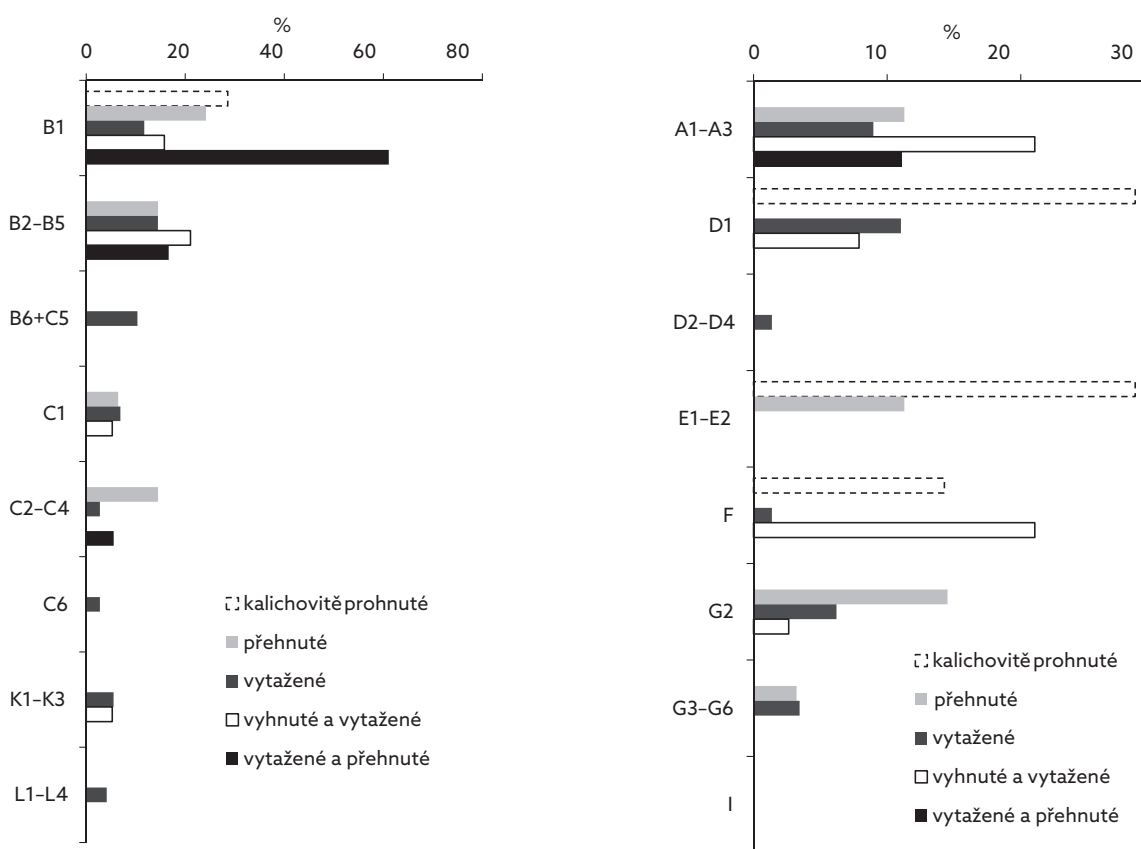 %
0 20 40 60 80
B1
B2–B5
B6+C5
C1
C2–C4
C6
K1–K3
L1–L4
kalichovitě prohnuté
přehnuté
vytažené
vyhnuté a vytažené
vytažené a přehnuté
%
0 10 20 30
A1–A3
D1
D2–D4
E1–E2
F
G2
G3–G6
I
kalichovitě prohnuté
přehnuté
vytažené
vyhnuté a vytažené
vytažené a přehnuté